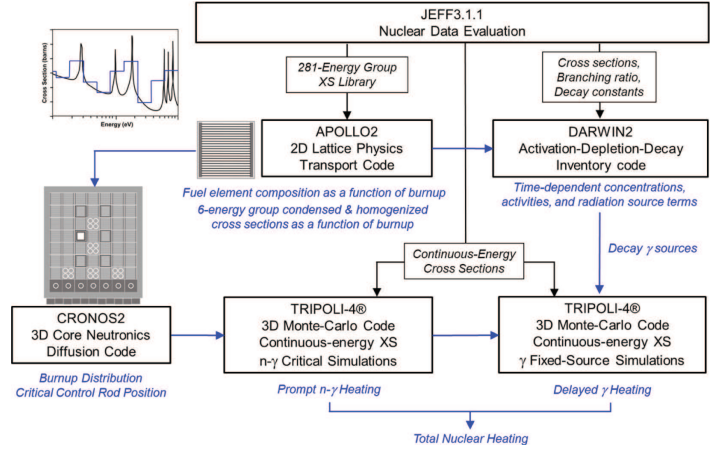 JEFF3.1.1
Nuclear Data Evaluation
Cross Section (barns)
Energy (eV)
281-Energy Group
XS Library
Cross sections,
Branching ratio,
Decay constants
APOLLO2
2D Lattice Physics
Transport Code
DARWIN2
Activation-Depletion-Decay
Inventory code
Fuel element composition as a function of burnup
6-energy group condensed & homogenized
cross sections as a function of burnup
Time-dependent concentrations,
activities, and radiation source terms
Continuous-Energy
Cross Sections
Decay γ sources
CRONOS2
3D Core Neutronics
Diffusion Code
TRIPOLI-4®
3D Monte-Carlo Code
Continuous-energy XS
n-γ Critical Simulations
TRIPOLI-4®
3D Monte-Carlo Code
Continuous-energy XS
γ Fixed-Source Simulations
Burnup Distribution
Critical Control Rod Position
Prompt n-γ Heating
Delayed γ Heating
Total Nuclear Heating